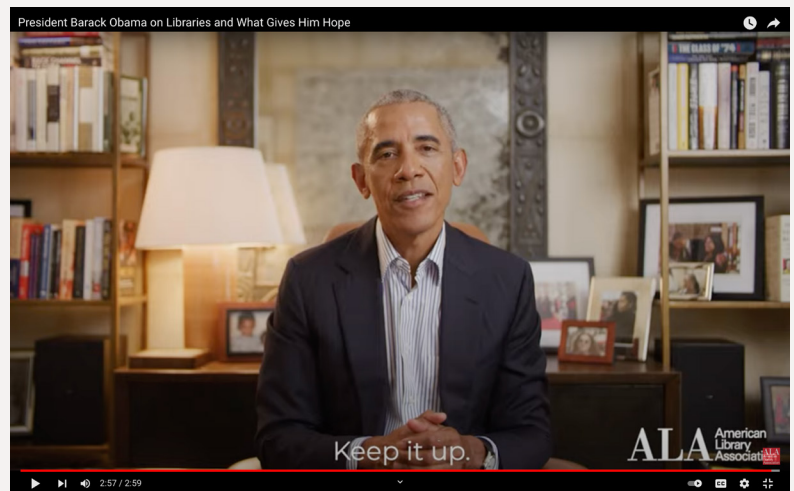 President Barack Obama on Libraries and What Gives Him Hope
THE CLASS OF '74
Keep it up.
ALA American
Library
Association
2:57 / 2:59
CC